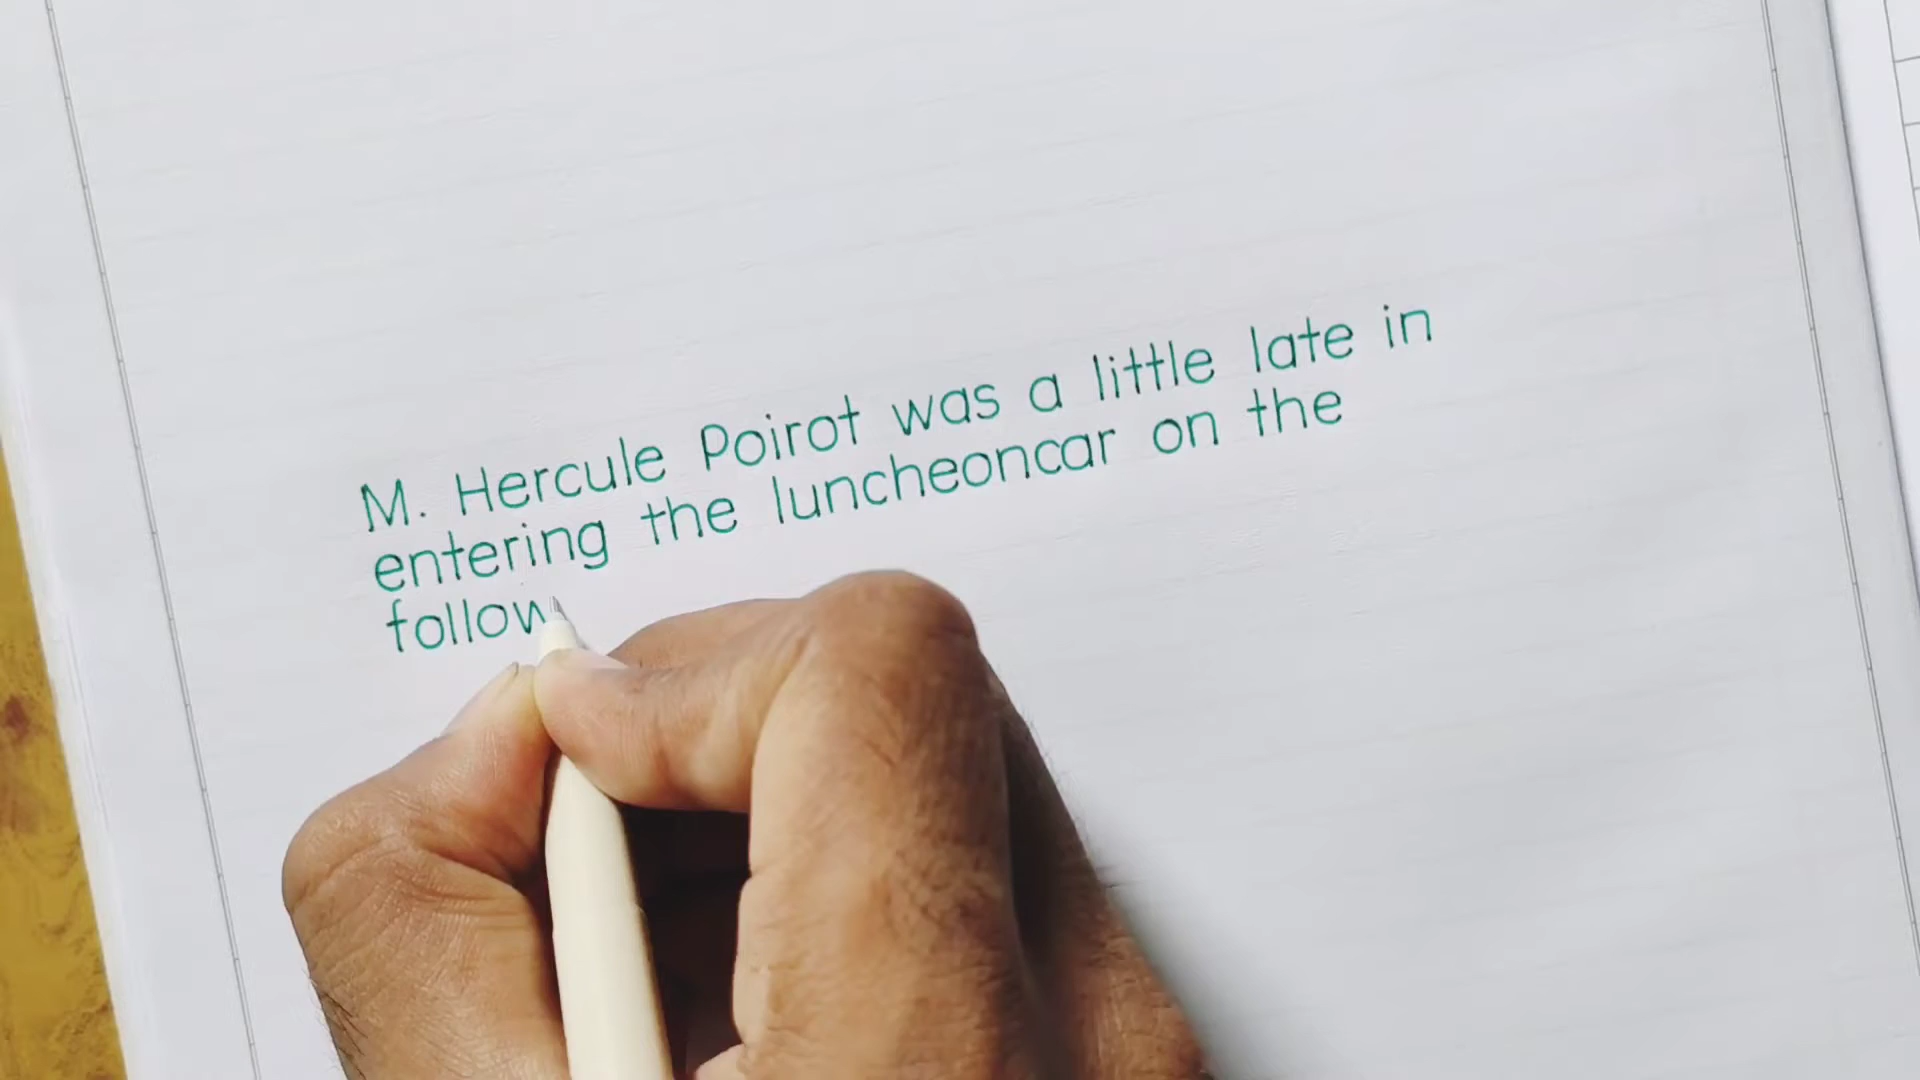 M. Hercule Poirot was a little late in
entering the luncheoncar on the
follow